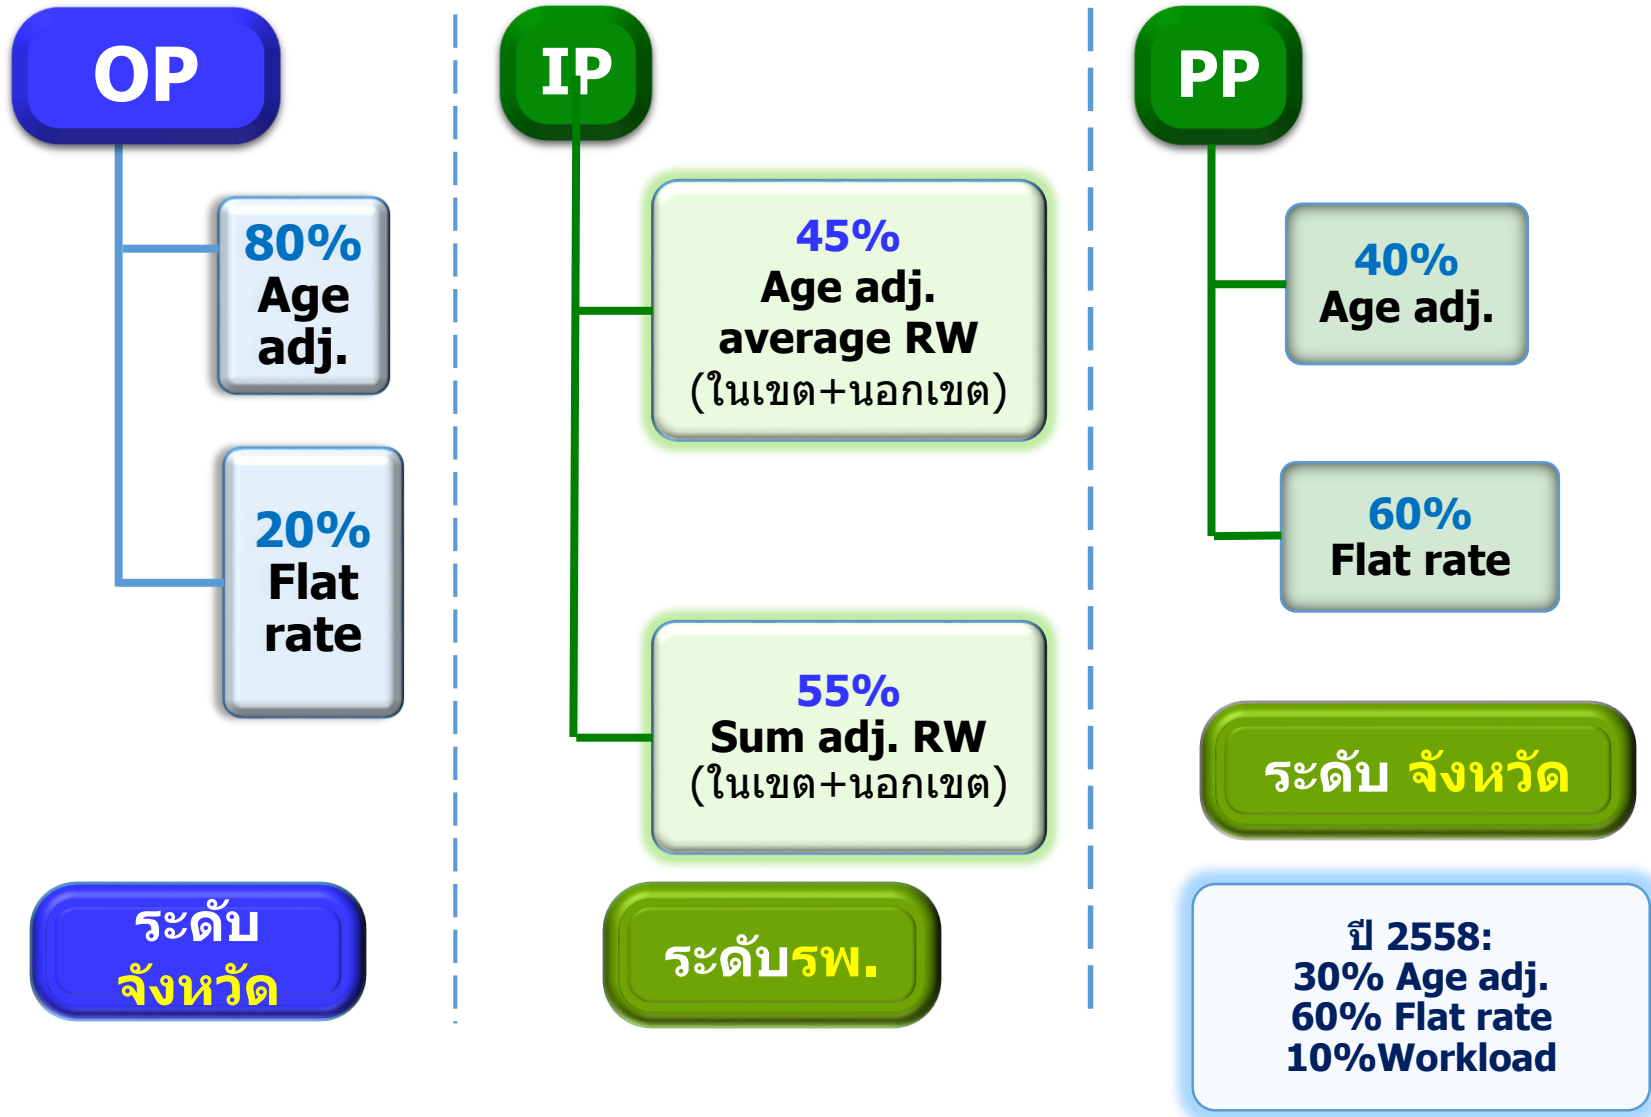 OP
80%
Age
adj.
20%
Flat
rate
ระดับ
จังหวัด
IP
45%
Age adj.
average RW
(ในเขต+นอกเขต)
55%
Sum adj. RW
(ในเขต+นอกเขต)
ระดับรพ.
PP
40%
Age adj.
60%
Flat rate
ระดับ จังหวัด
ปี 2558:
30% Age adj.
60% Flat rate
10%Workload